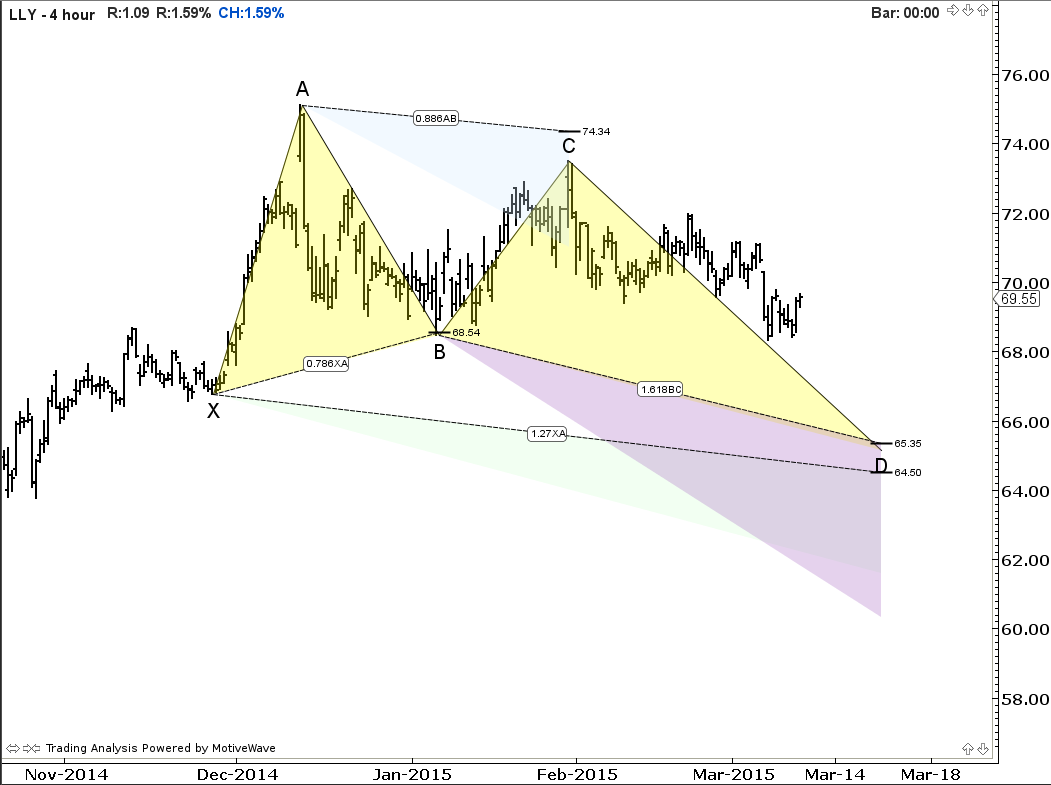 LLY - 4 hour R:1.09 R:1.59% CH:1.59% Bar: 00:00
76.00
A
0.886AB
74.34
74.00
C
72.00
70.00
69.55
68.54
B
68.00
0.786XA
1.618BC
X
66.00
1.27XA
65.35
D
64.50
64.00
62.00
60.00
58.00
Trading Analysis Powered by MotiveWave
Nov-2014 Dec-2014 Jan-2015 Feb-2015 Mar-2015 Mar-14 Mar-18